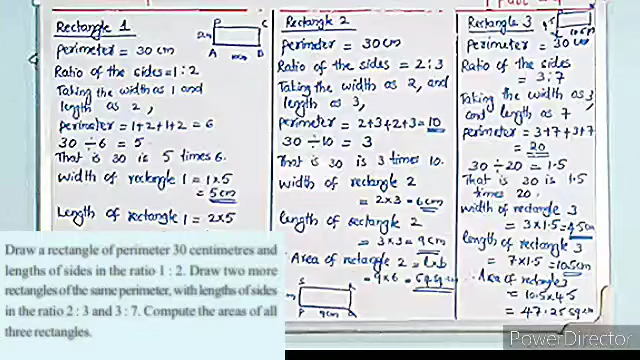 Rectangle 1
Perimeter = 30 cm
Ratio of the sides = 1 : 2
Taking the width as 1 and
length as 2,
perimeter = 1+2+1+2 = 6
30 ÷ 6 = 5
That is 30 is 5 times 6.
width of rectangle 1 = 1×5
= 5cm
Length of rectangle 1 = 2×5
P
C
A
B
Rectangle 2
perimeter = 30cm
Ratio of the sides = 2 : 3
Taking the width as 2, and
length as 3,
perimeter = 2+3+2+3 = 10
30 ÷ 10 = 3
That is 30 is 3 times 10.
width of rectangle 2
= 2×3 = 6cm
length of rectangle 2
= 3×3 = 9cm
Area of rectangle 2 = l×b
= 9×6 = 54sq.cm
S
P
9cm
Rectangle 3
perimeter = 30 cm
Ratio of the sides
= 3:7
Taking the width as 3,
and length as 7
perimeter = 3+7+3+7
= 20
30 ÷ 20 = 1.5
That is 30 is 1.5
times 20.
width of rectangle 3
= 3×1.5 = 4.5cm
length of rectangle 3
7×1.5 = 10.5cm
Area of rectangle 3
= 10.5×4.5
= 47.25sqcm
Draw a rectangle of perimeter 30 centimetres and
lengths of sides in the ratio 1 : 2. Draw two more
rectangles of the same perimeter, with lengths of sides
in the ratio 2 : 3 and 3 : 7. Compute the areas of all
three rectangles.
PowerDirector